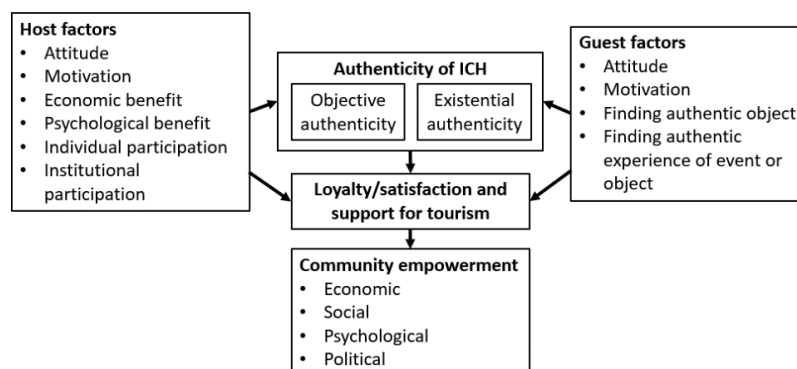 Host factors
• Attitude
• Motivation
• Economic benefit
• Psychological benefit
• Individual participation
• Institutional
participation
Authenticity of ICH
Objective
authenticity
Existential
authenticity
Guest factors
• Attitude
• Motivation
• Finding authentic object
• Finding authentic
experience of event or
object
Loyalty/satisfaction and
support for tourism
Community empowerment
• Economic
• Social
• Psychological
• Political